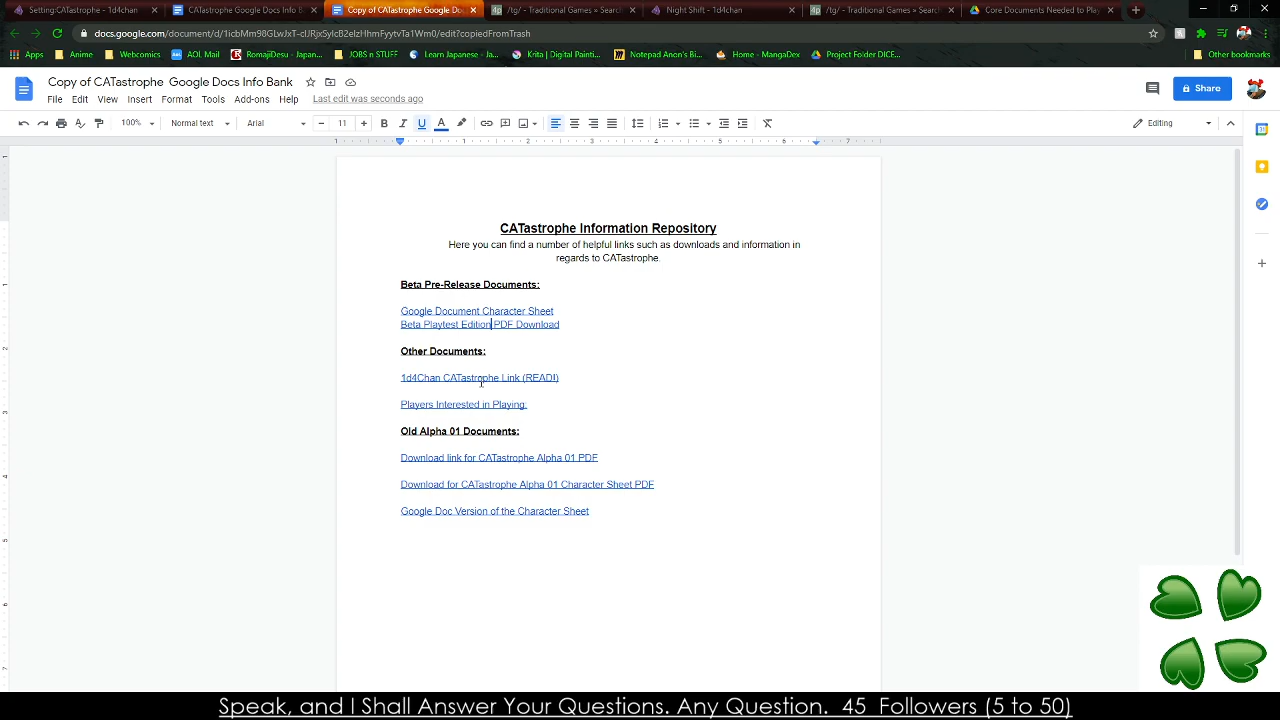 Setting:CATastrophe - 1d4chan
CATastrophe Google Docs Info B
Copy of CATastrophe Google Do
/tg/ - Traditional Games » Search
Night Shift - 1d4chan
/tg/ - Traditional Games » Search
Core Documents Needed to Play
docs.google.com/document/d/1icbMm98GLwJxT-clJRjxSylcB2elzHhmFyytvTa1Wm0/edit?copiedFromTrash
Apps
Anime
Webcomics
AOL Mail
RomajiDesu - Japan...
JOBS n STUFF
Learn Japanese - Ja...
Krita | Digital Painti...
Notepad Anon's Bi...
Home - MangaDex
Project Folder DICE...
Other bookmarks
Copy of CATastrophe Google Docs Info Bank
Share
File Edit View Insert Format Tools Add-ons Help Last edit was seconds ago
100% Normal text Arial 11 Editing
CATastrophe Information Repository
Here you can find a number of helpful links such as downloads and information in
regards to CATastrophe.
Beta Pre-Release Documents:
Google Document Character Sheet
Beta Playtest Edition PDF Download
Other Documents:
1d4Chan CATastrophe Link (READ!)
Players Interested in Playing:
Old Alpha 01 Documents:
Download link for CATastrophe Alpha 01 PDF
Download for CATastrophe Alpha 01 Character Sheet PDF
Google Doc Version of the Character Sheet
Speak, and I Shall Answer Your Questions. Any Question. 45 Followers (5 to 50)